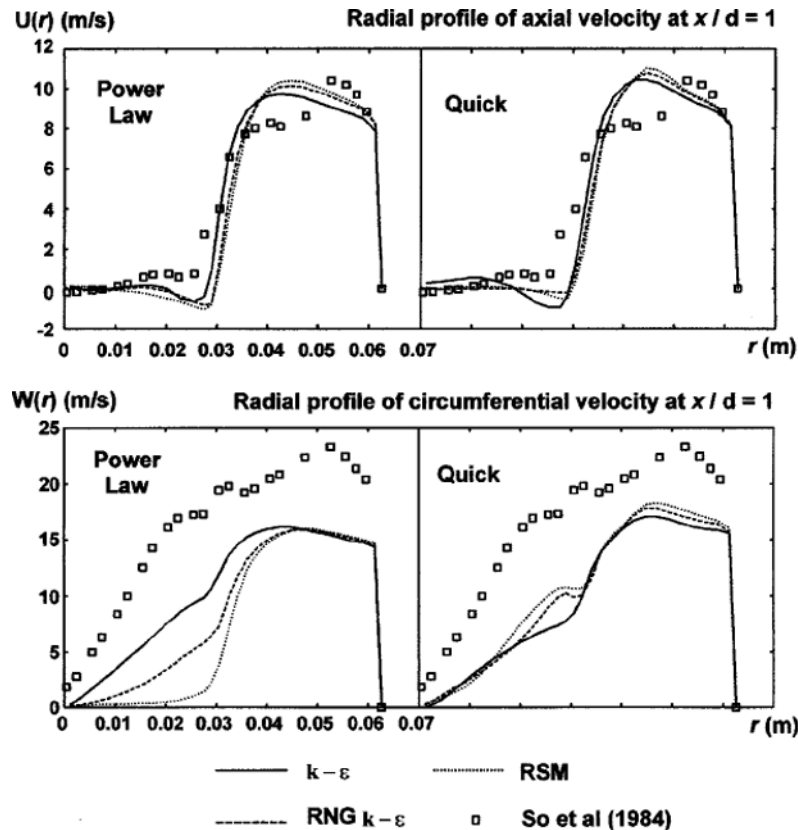 U(r) (m/s) Radial profile of axial velocity at x / d = 1
12
10
8
6
4
2
0
-2
Power
Law
Quick
0 0.01 0.02 0.03 0.04 0.05 0.06 0.07
r (m)
W(r) (m/s) Radial profile of circumferential velocity at x / d = 1
25
20
15
10
5
0
Power
Law
Quick
0 0.01 0.02 0.03 0.04 0.05 0.06 0.07
r (m)
k – ε RSM
RNG k – ε So et al (1984)